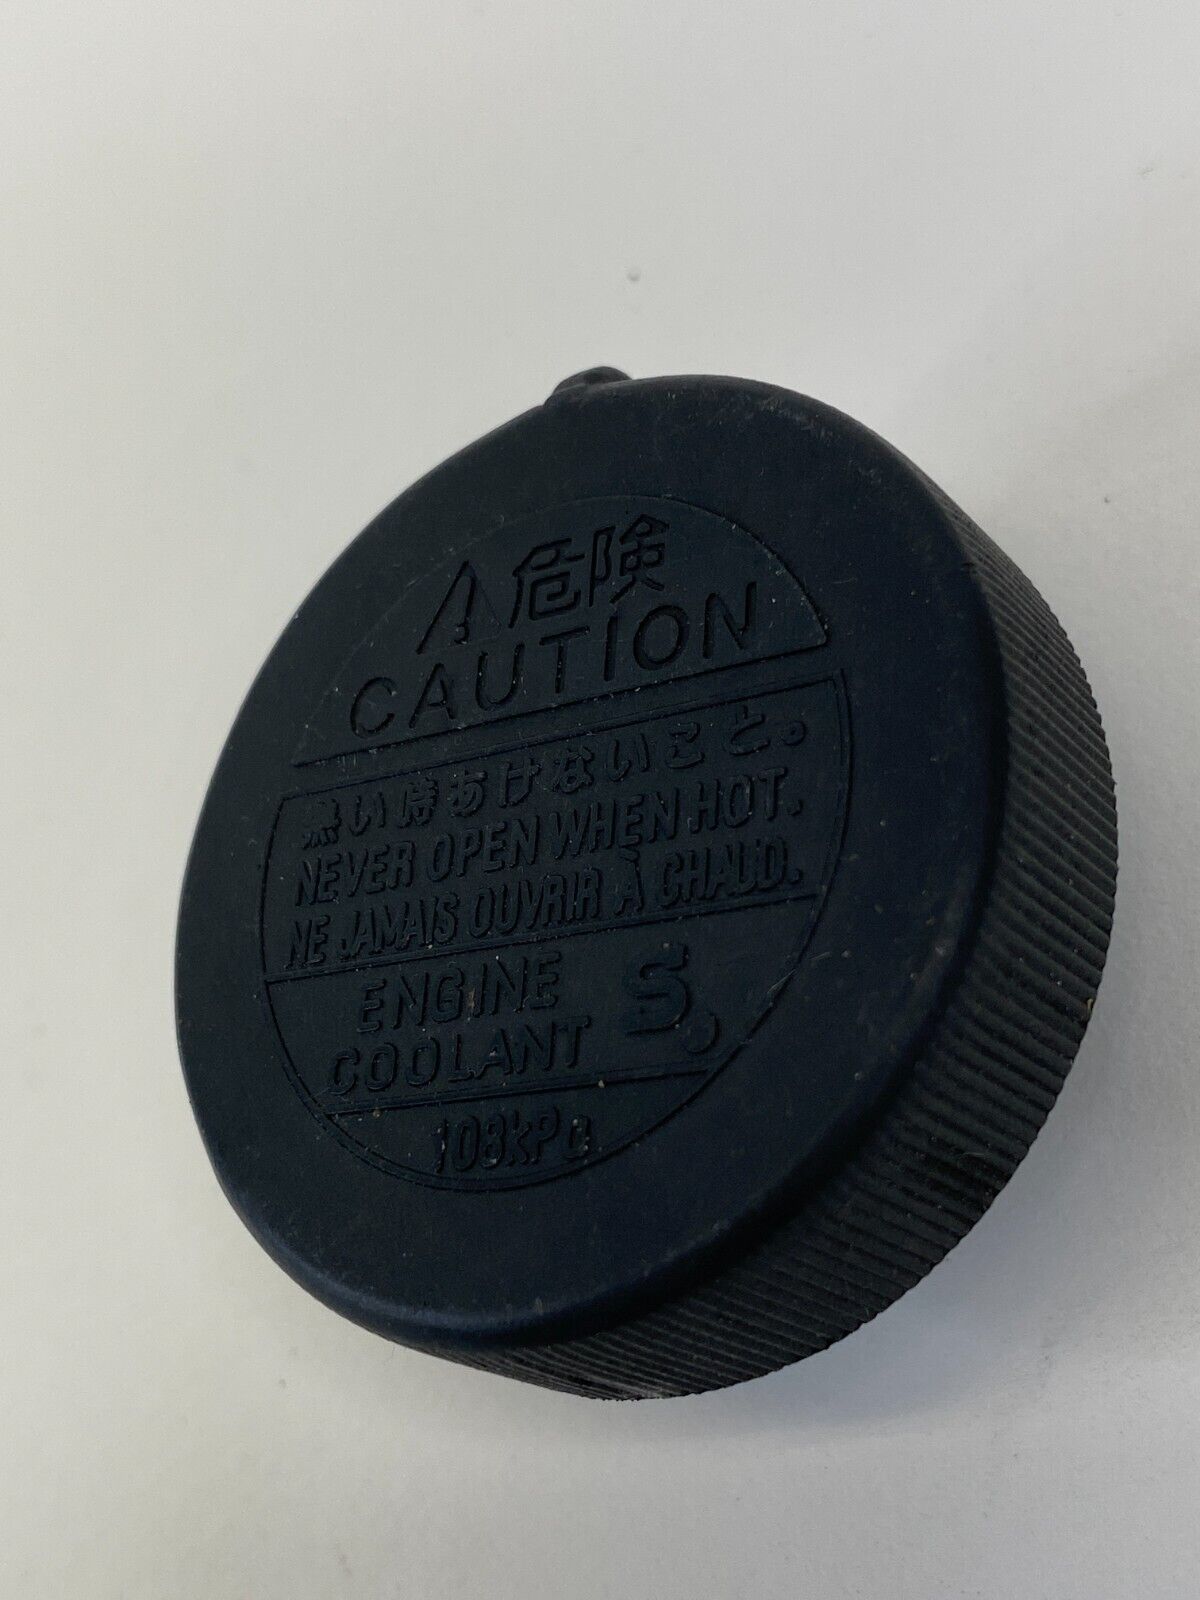 危険
CAUTION
熱い時あけないこと。
NEVER OPEN WHEN HOT.
NE JAMAIS OUVRIR À CHAUD.
ENGINE
COOLANT
S
108kPa